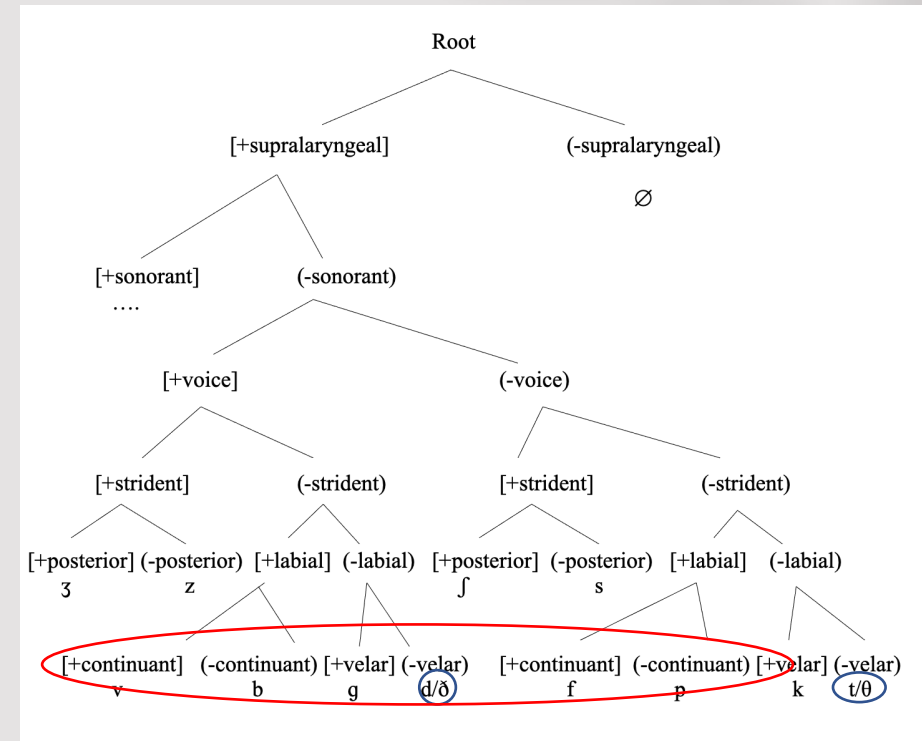 Root
[+supralaryngeal] (-supralaryngeal)
∅
[+sonorant] (-sonorant)
....
[+voice] (-voice)
[+strident] (-strident) [+strident] (-strident)
[+posterior] (-posterior) [+labial] (-labial) [+posterior] (-posterior) [+labial] (-labial)
ʒ z ʃ s
[+continuant] (-continuant) [+velar] (-velar) [+continuant] (-continuant) [+velar] (-velar)
v b g d/ð f p k t/θ